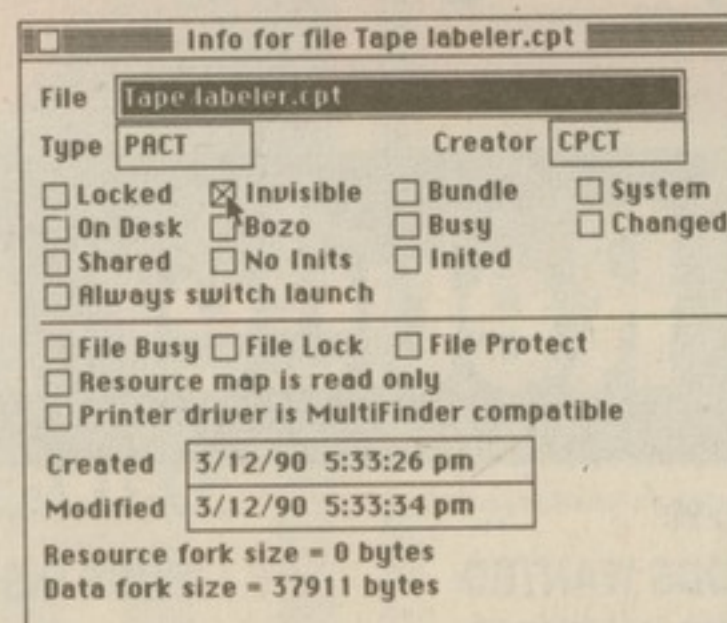 Info for file Tape labeler.cpt
File Tape labeler.cpt
Type PACT Creator CPCT
Locked Invisible Bundle System
On Desk Bozo Busy Changed
Shared No Inits Inited
Always switch launch
File Busy File Lock File Protect
Resource map is read only
Printer driver is MultiFinder compatible
Created 3/12/90 5:33:26 pm
Modified 3/12/90 5:33:34 pm
Resource fork size = 0 bytes
Data fork size = 37911 bytes